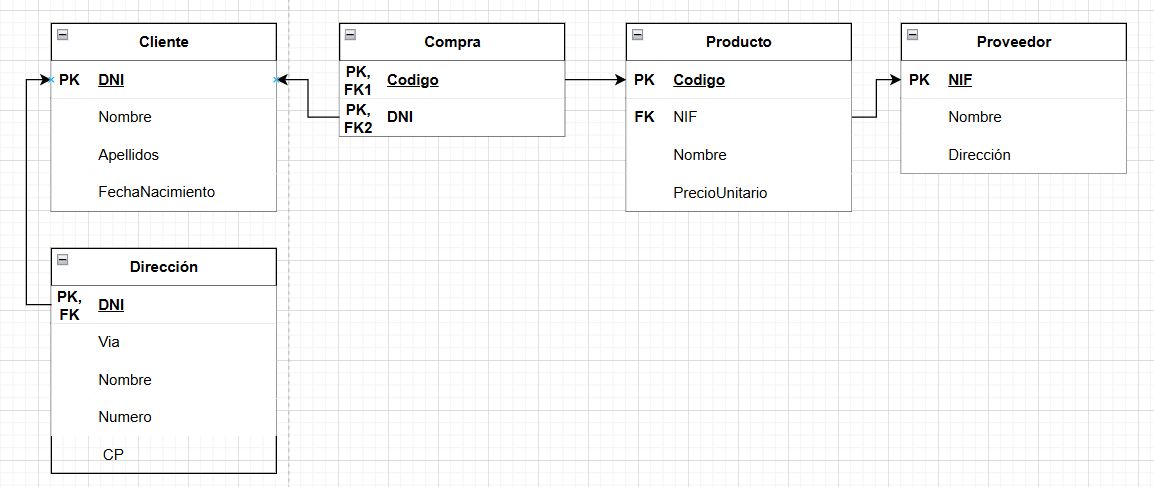 Cliente
PK DNI
Nombre
Apellidos
FechaNacimiento
Compra
PK, FK1 Codigo
PK, FK2 DNI
Producto
PK Codigo
FK NIF
Nombre
PrecioUnitario
Proveedor
PK NIF
Nombre
Dirección
Dirección
PK, FK DNI
Via
Nombre
Numero
CP